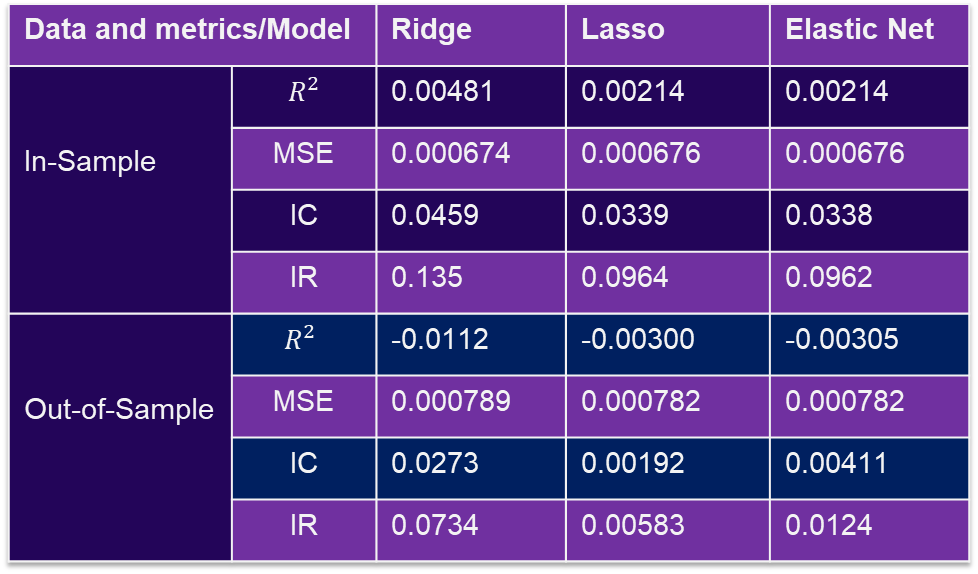 Data and metrics/Model Ridge Lasso Elastic Net
In-Sample
R² 0.00481 0.00214 0.00214
MSE 0.000674 0.000676 0.000676
IC 0.0459 0.0339 0.0338
IR 0.135 0.0964 0.0962
Out-of-Sample
R² -0.0112 -0.00300 -0.00305
MSE 0.000789 0.000782 0.000782
IC 0.0273 0.00192 0.00411
IR 0.0734 0.00583 0.0124